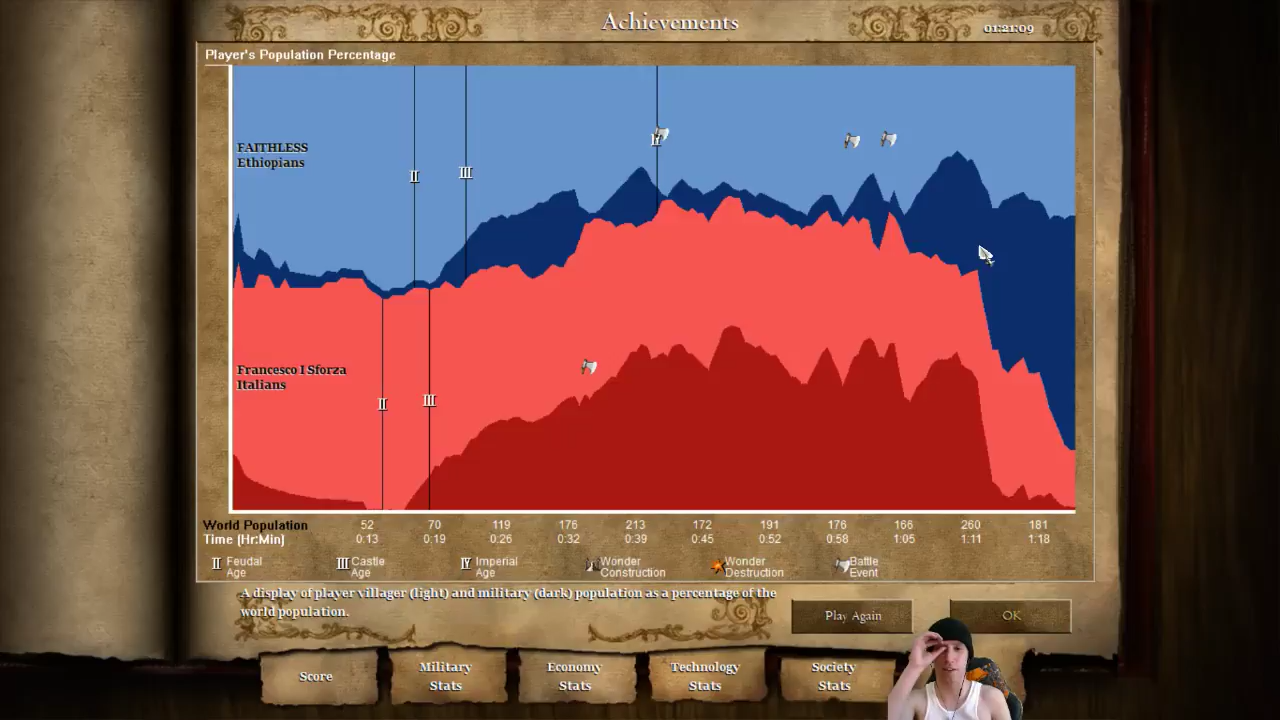 Achievements
01:21:09
Player's Population Percentage
FAITHLESS
Ethiopians
II
III
IV
Francesco I Sforza
Italians
II
III
World Population 52 70 119 176 213 172 191 176 166 260 181
Time (Hr:Min) 0:13 0:19 0:26 0:32 0:39 0:45 0:52 0:58 1:05 1:11 1:18
II Feudal Age
III Castle Age
IV Imperial Age
Wonder Construction
Wonder Destruction
Battle Event
A display of player villager (light) and military (dark) population as a percentage of the
world population.
Play Again
OK
Score
Military Stats
Economy Stats
Technology Stats
Society Stats